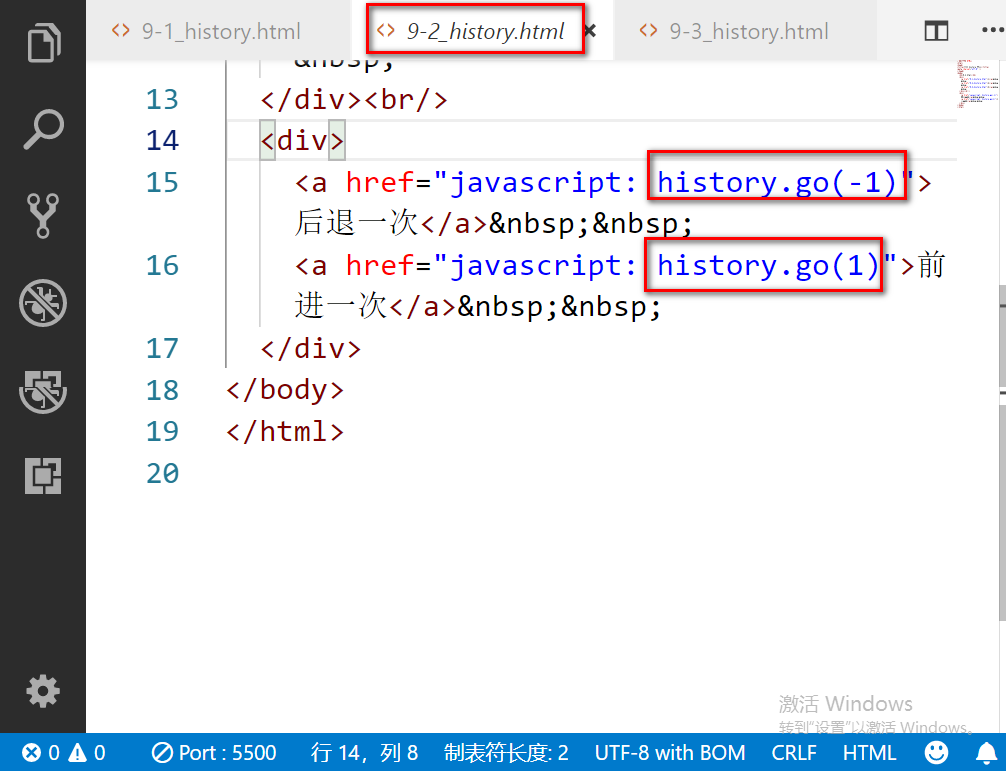 <> 9-1_history.html <> 9-2_history.html × <> 9-3_history.html
&nbsp;
13 </div><br/>
14 <div>
15 <a href="javascript: history.go(-1)">
后退一次</a>&nbsp;&nbsp;
16 <a href="javascript: history.go(1)">前
进一次</a>&nbsp;&nbsp;
17 </div>
18 </body>
19 </html>
20
激活 Windows
转到"设置"以激活 Windows。
0 0 Port : 5500 行 14，列 8 制表符长度: 2 UTF-8 with BOM CRLF HTML